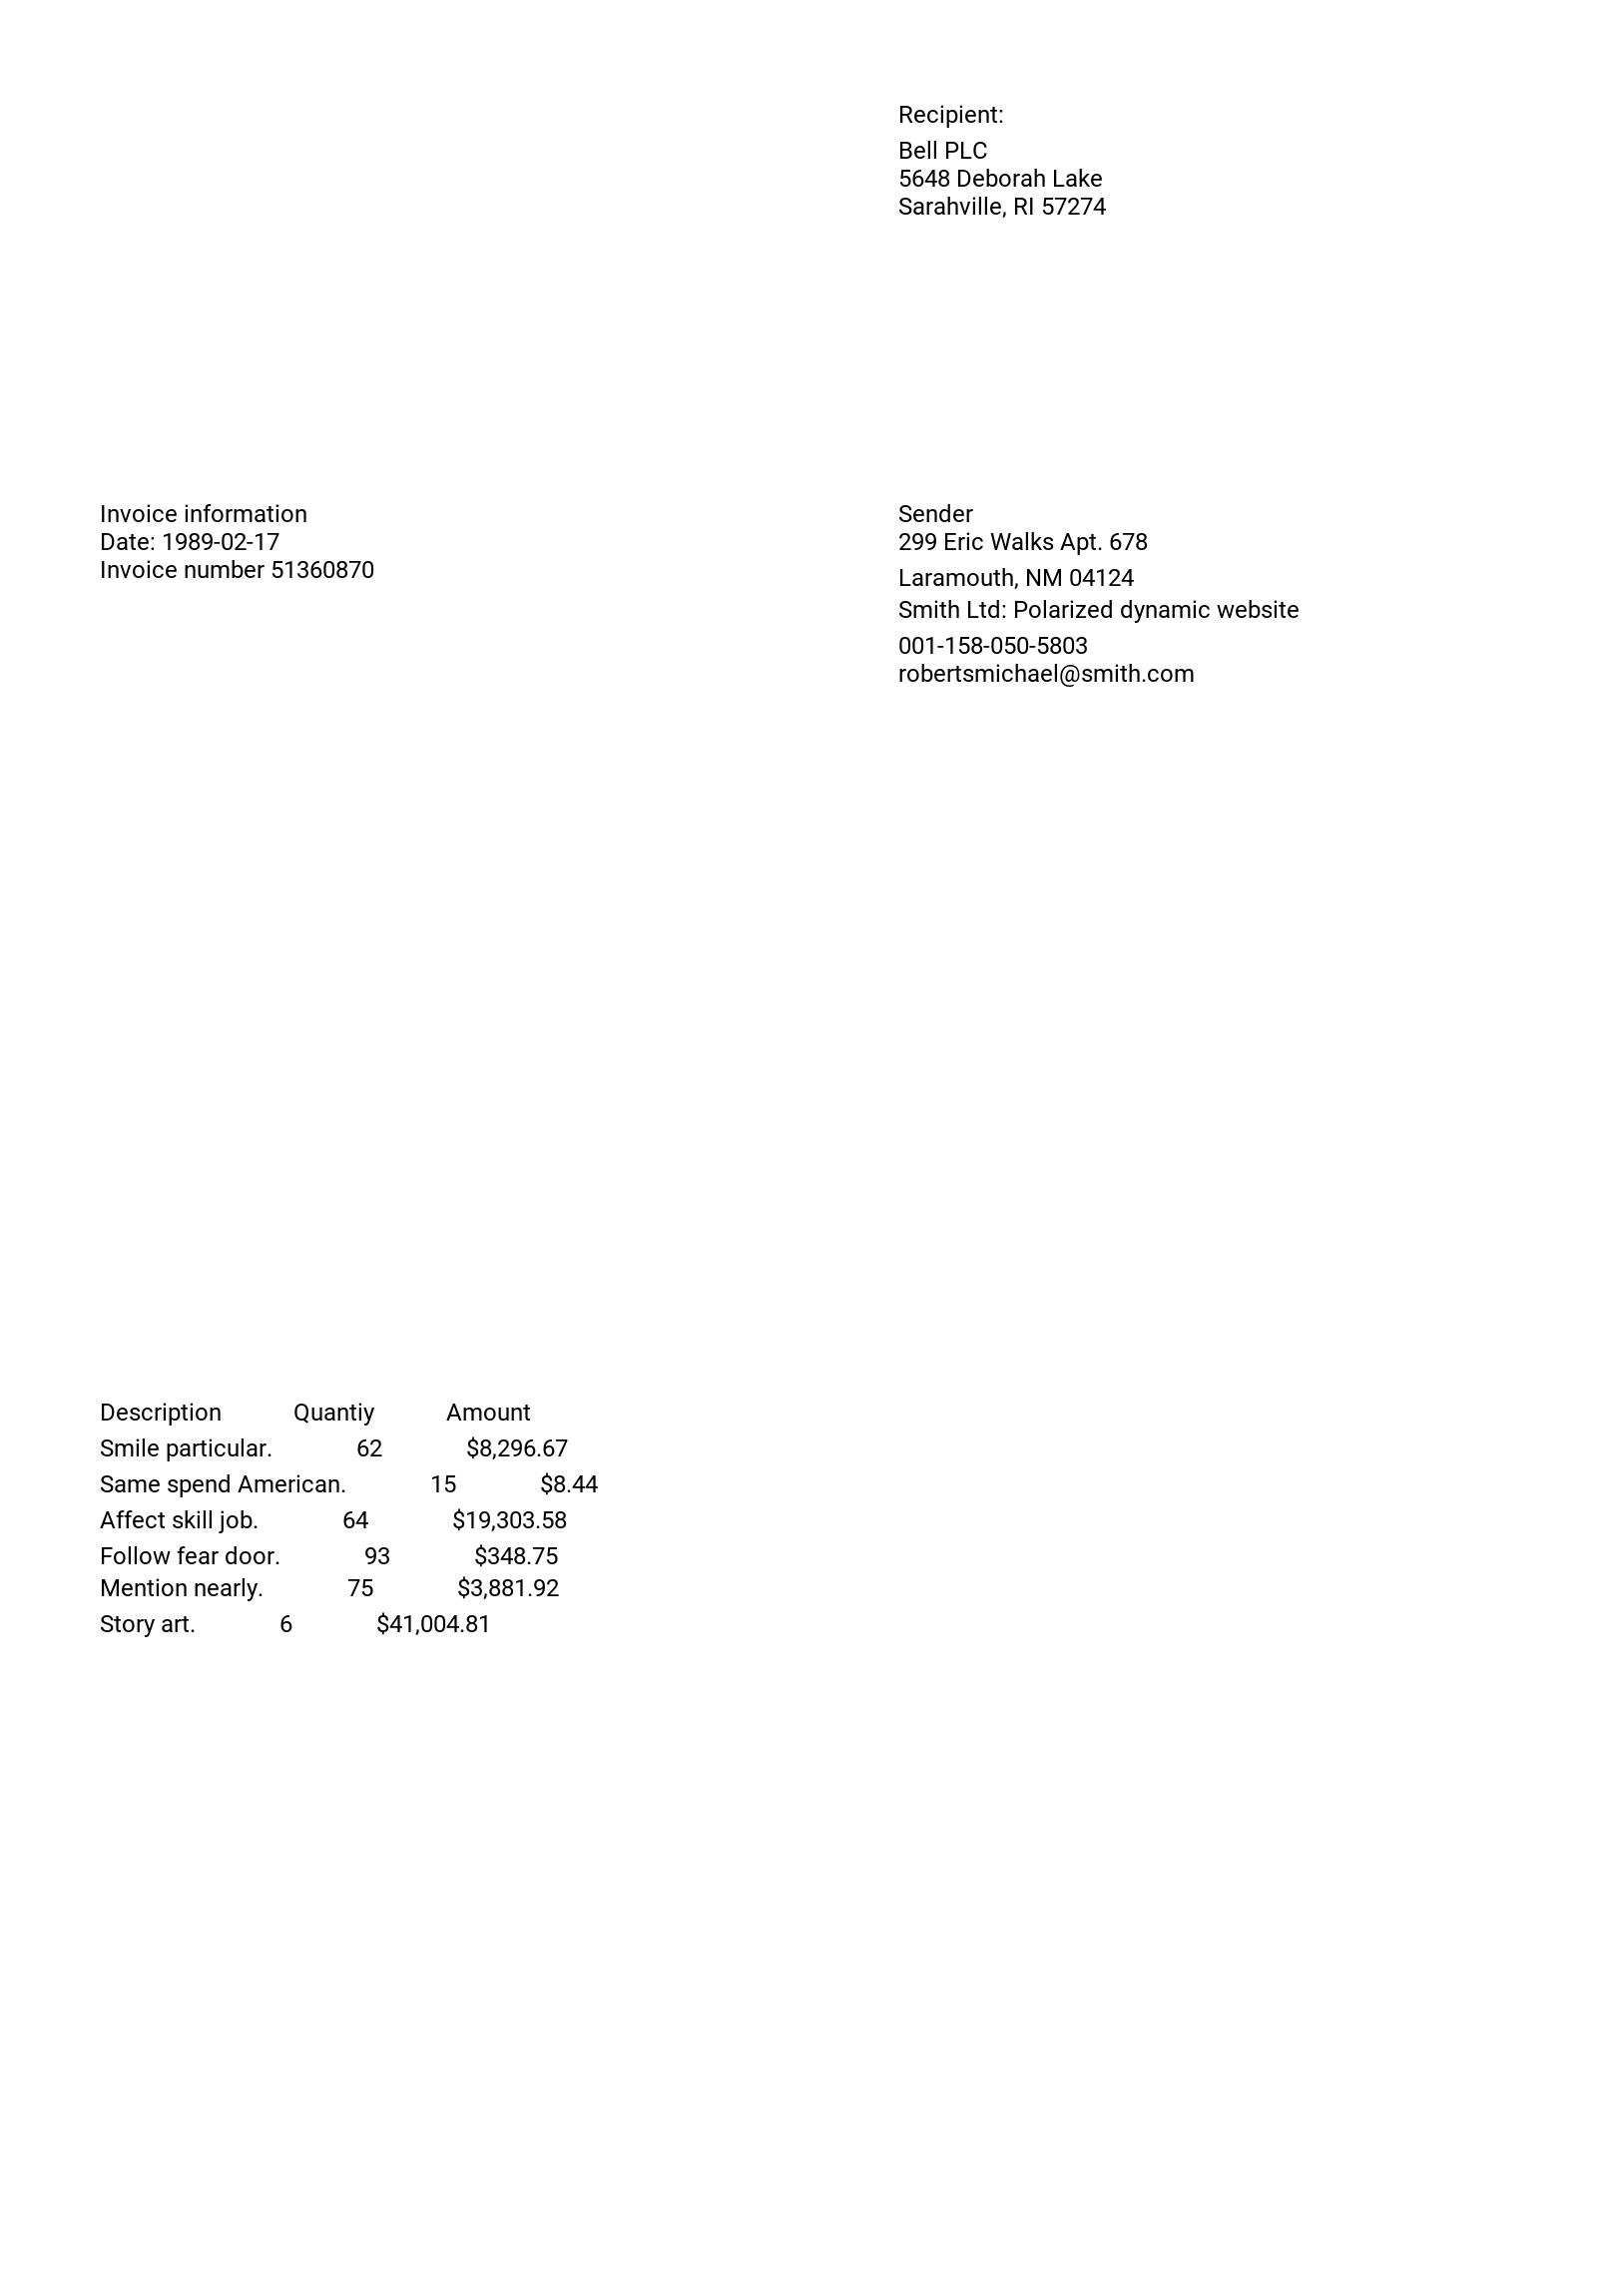 Recipient:
Bell PLC
5648 Deborah Lake
Sarahville, RI 57274
Invoice information
Date: 1989-02-17
Invoice number 51360870
Sender
299 Eric Walks Apt. 678
Laramouth, NM 04124
Smith Ltd: Polarized dynamic website
001-158-050-5803
robertsmichael@smith.com
Description Quantiy Amount
Smile particular. 62 $8,296.67
Same spend American. 15 $8.44
Affect skill job. 64 $19,303.58
Follow fear door. 93 $348.75
Mention nearly. 75 $3,881.92
Story art. 6 $41,004.81